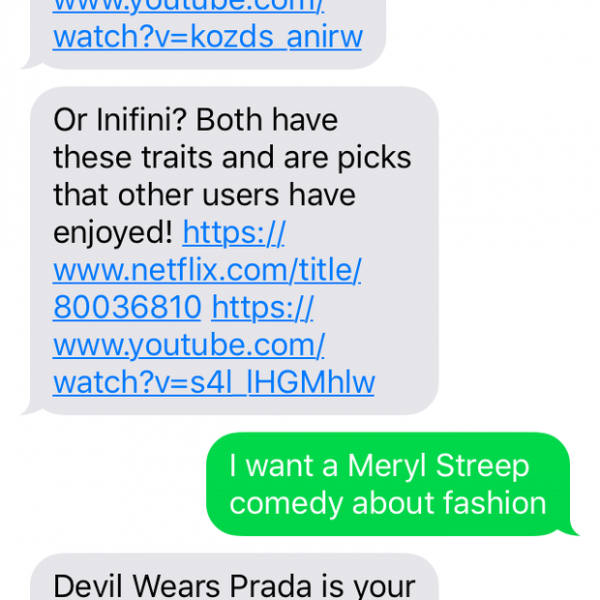 www.youtube.com/
watch?v=kozds_anirw
Or Inifini? Both have
these traits and are picks
that other users have
enjoyed! https://
www.netflix.com/title/
80036810 https://
www.youtube.com/
watch?v=s4l_lHGMhlw
I want a Meryl Streep
comedy about fashion
Devil Wears Prada is your